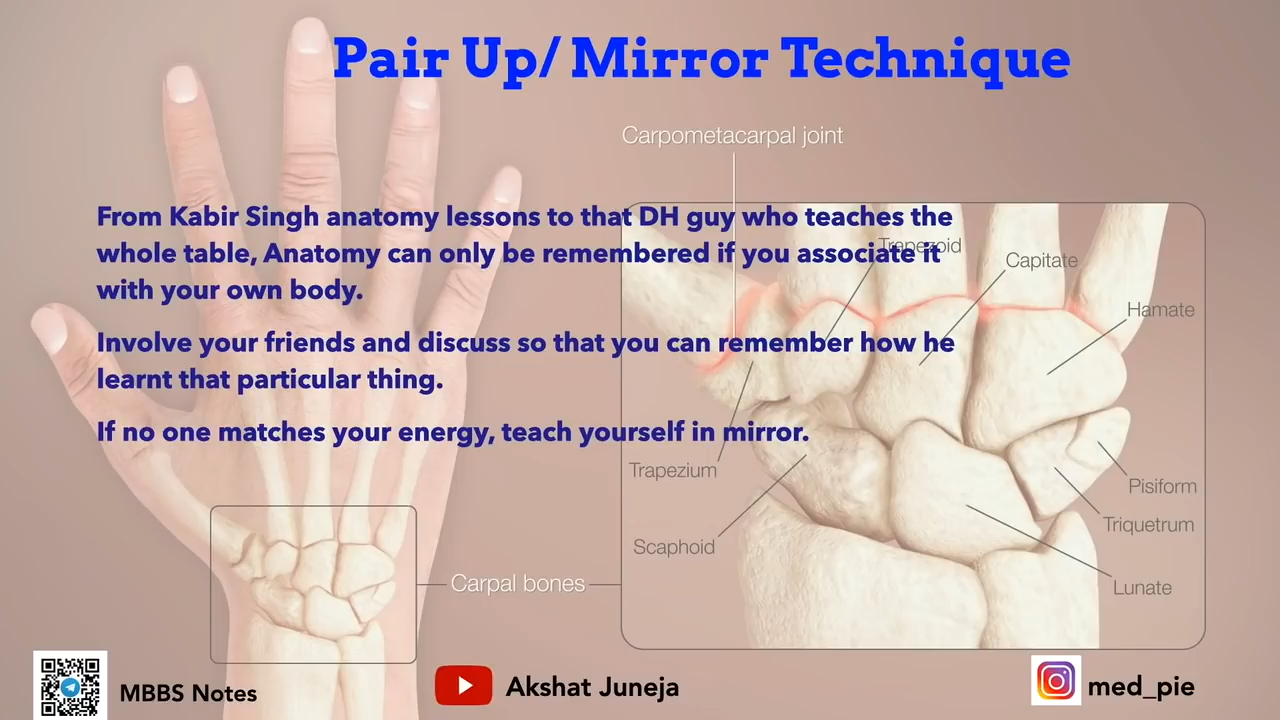 Pair Up/ Mirror Technique
Carpometacarpal joint
From Kabir Singh anatomy lessons to that DH guy who teaches the
whole table, Anatomy can only be remembered if you associate it
with your own body.
Involve your friends and discuss so that you can remember how he
learnt that particular thing.
If no one matches your energy, teach yourself in mirror.
Trapezoid
Capitate
Hamate
Trapezium
Pisiform
Triquetrum
Scaphoid
Lunate
Carpal bones
MBBS Notes
Akshat Juneja
med_pie